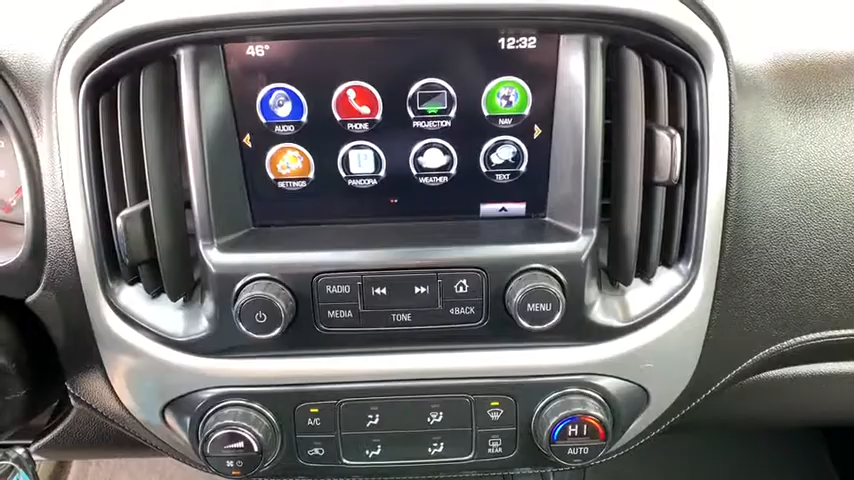 46°
12:32
AUDIO
PHONE
PROJECTION
NAV
SETTINGS
PANDORA
WEATHER
TEXT
RADIO
MEDIA
TONE
BACK
MENU
A/C
REAR
HI
AUTO